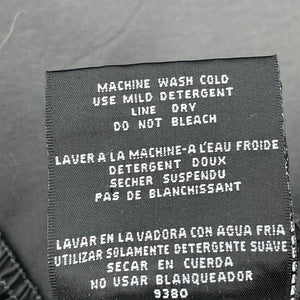 MACHINE WASH COLD
USE MILD DETERGENT
LINE DRY
DO NOT BLEACH
LAVER A LA MACHINE-A L'EAU FROIDE
DETERGENT DOUX
SECHER SUSPENDU
PAS DE BLANCHISSANT
LAVAR EN LA VADORA CON AGUA FRIA
UTILIZAR SOLAMENTE DETERGENTE SUAVE
SECAR EN CUERDA
NO USAR BLANQUEADOR
9380